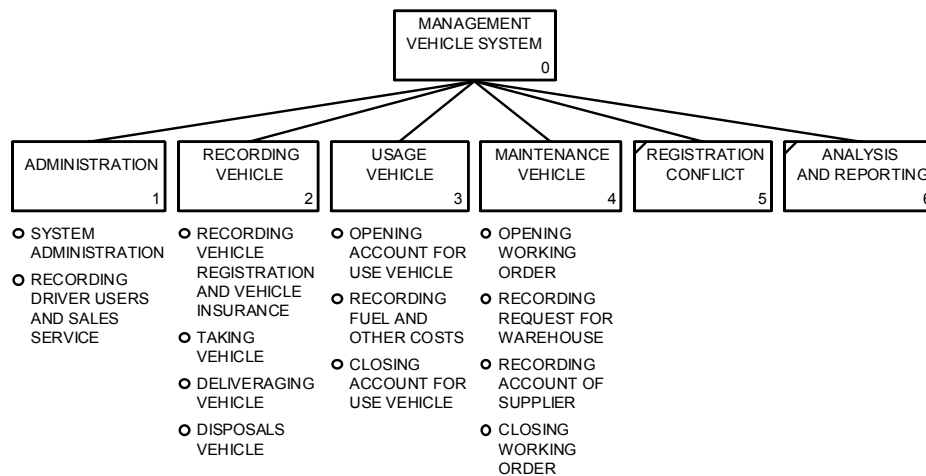 MANAGEMENT
VEHICLE SYSTEM
0
ADMINISTRATION
1
RECORDING
VEHICLE
2
USAGE
VEHICLE
3
MAINTENANCE
VEHICLE
4
REGISTRATION
CONFLICT
5
ANALYSIS
AND REPORTING
6
SYSTEM
ADMINISTRATION
RECORDING
DRIVER USERS
AND SALES
SERVICE
RECORDING
VEHICLE
REGISTRATION
AND VEHICLE
INSURANCE
TAKING
VEHICLE
DELIVERAGING
VEHICLE
DISPOSALS
VEHICLE
OPENING
ACCOUNT FOR
USE VEHICLE
RECORDING
FUEL AND
OTHER COSTS
CLOSING
ACCOUNT FOR
USE VEHICLE
OPENING
WORKING
ORDER
RECORDING
REQUEST FOR
WAREHOUSE
RECORDING
ACCOUNT OF
SUPPLIER
CLOSING
WORKING
ORDER